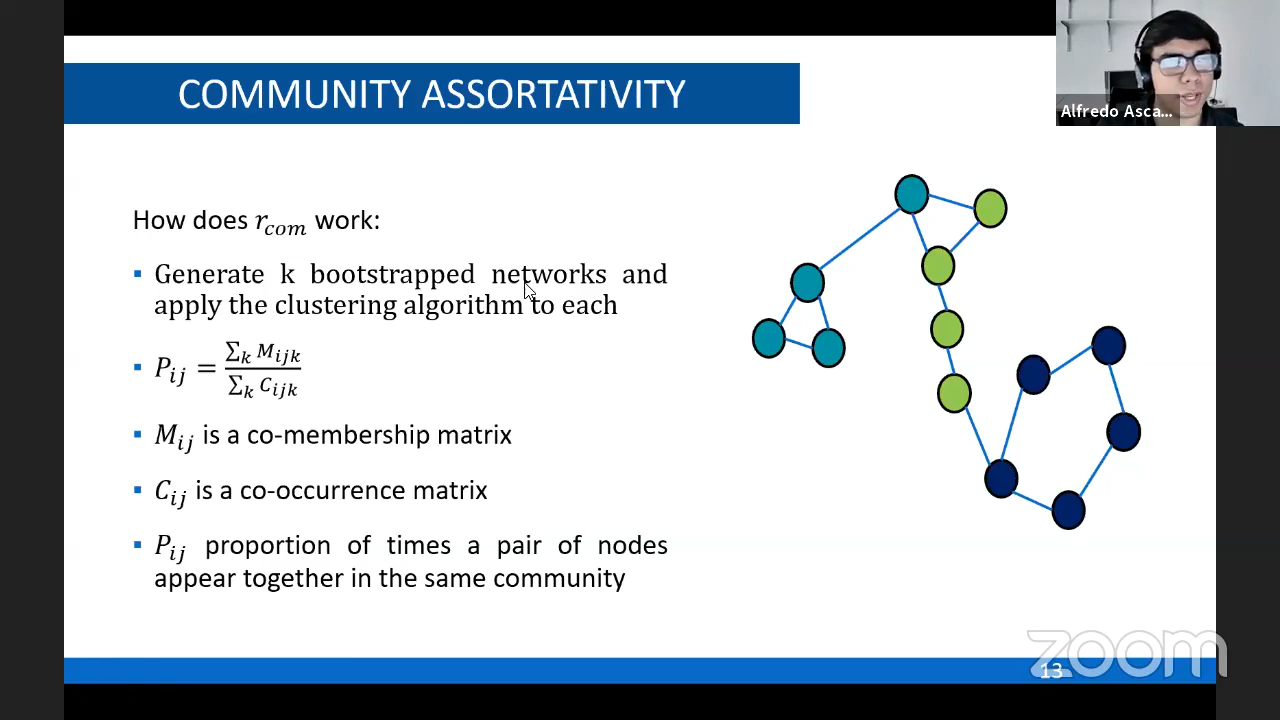 COMMUNITY ASSORTATIVITY
Alfredo Asca...
How does r_com work:
▪ Generate k bootstrapped networks and
apply the clustering algorithm to each
▪ P_ij = ∑_k M_ijk / ∑_k C_ijk
▪ M_ij is a co-membership matrix
▪ C_ij is a co-occurrence matrix
▪ P_ij proportion of times a pair of nodes
appear together in the same community
zoom
13